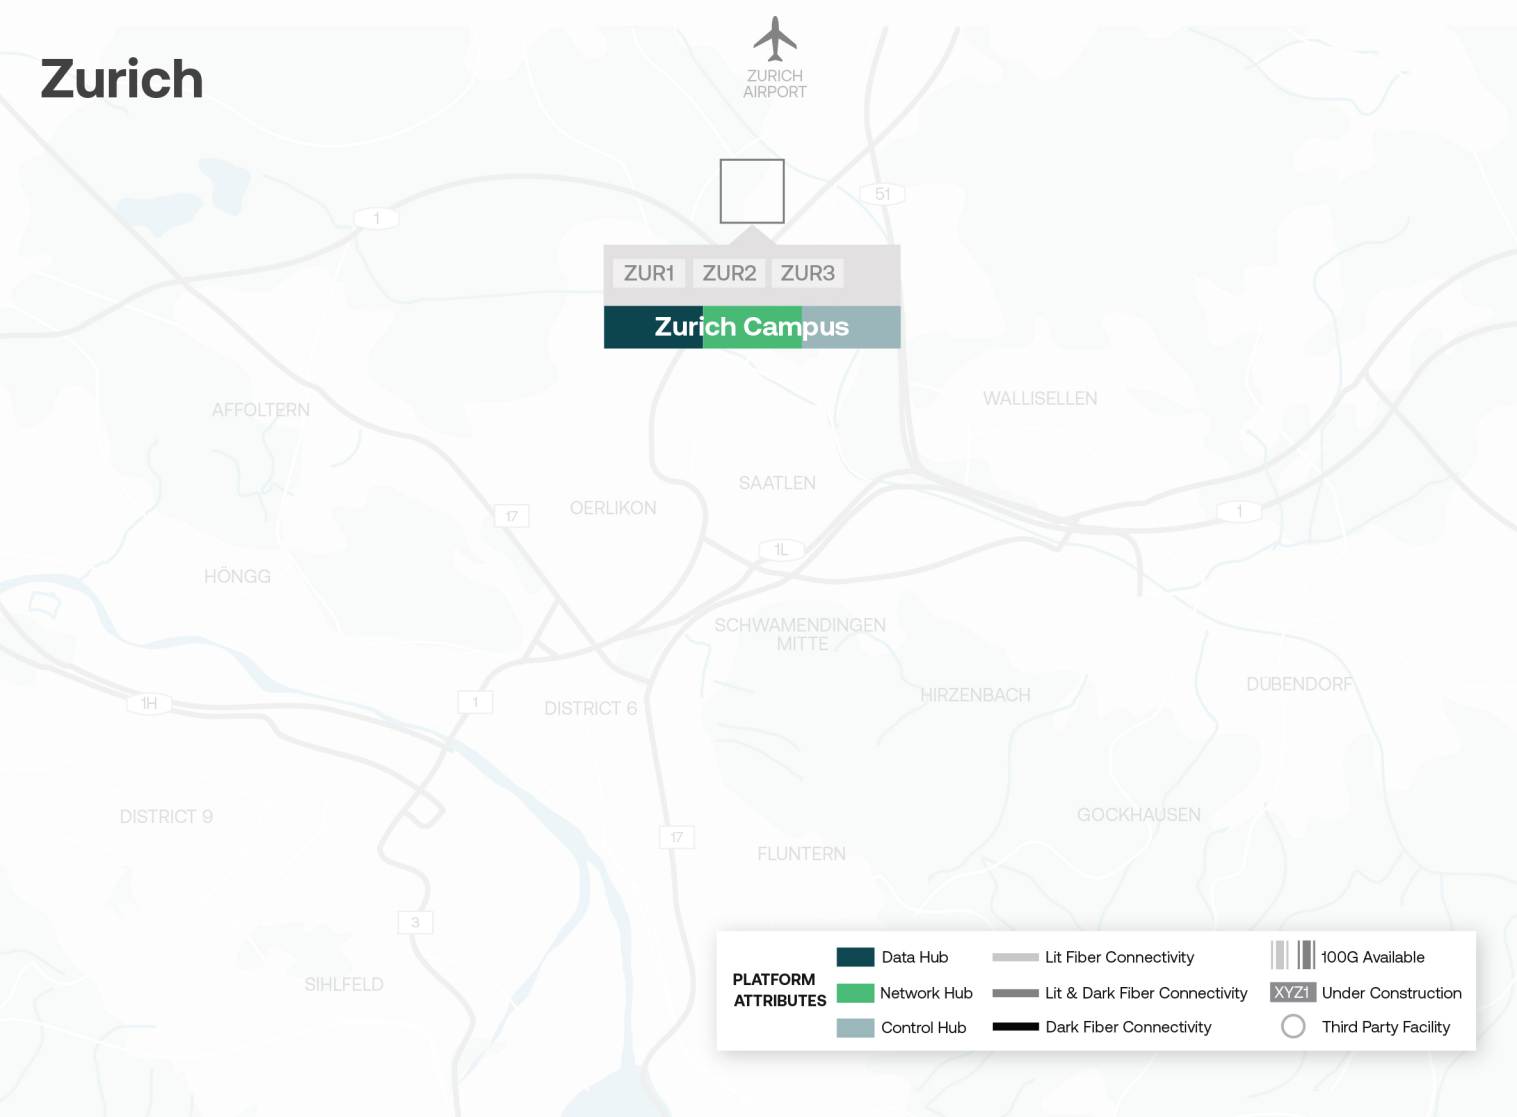 Zurich
ZURICH
AIRPORT
51
1
ZUR1 ZUR2 ZUR3
Zurich Campus
WALLISELLEN
AFFOLTERN
SAATLEN
OERLIKON
17
1
1L
HÖNGG
SCHWAMENDINGEN
MITTE
DUBENDORF
HIRZENBACH
1H
1
DISTRICT 6
DISTRICT 9
GOCKHAUSEN
17
FLUNTERN
3
SIHLFELD
PLATFORM
ATTRIBUTES
Data Hub
Network Hub
Control Hub
Lit Fiber Connectivity
Lit & Dark Fiber Connectivity
Dark Fiber Connectivity
100G Available
XYZ1 Under Construction
Third Party Facility